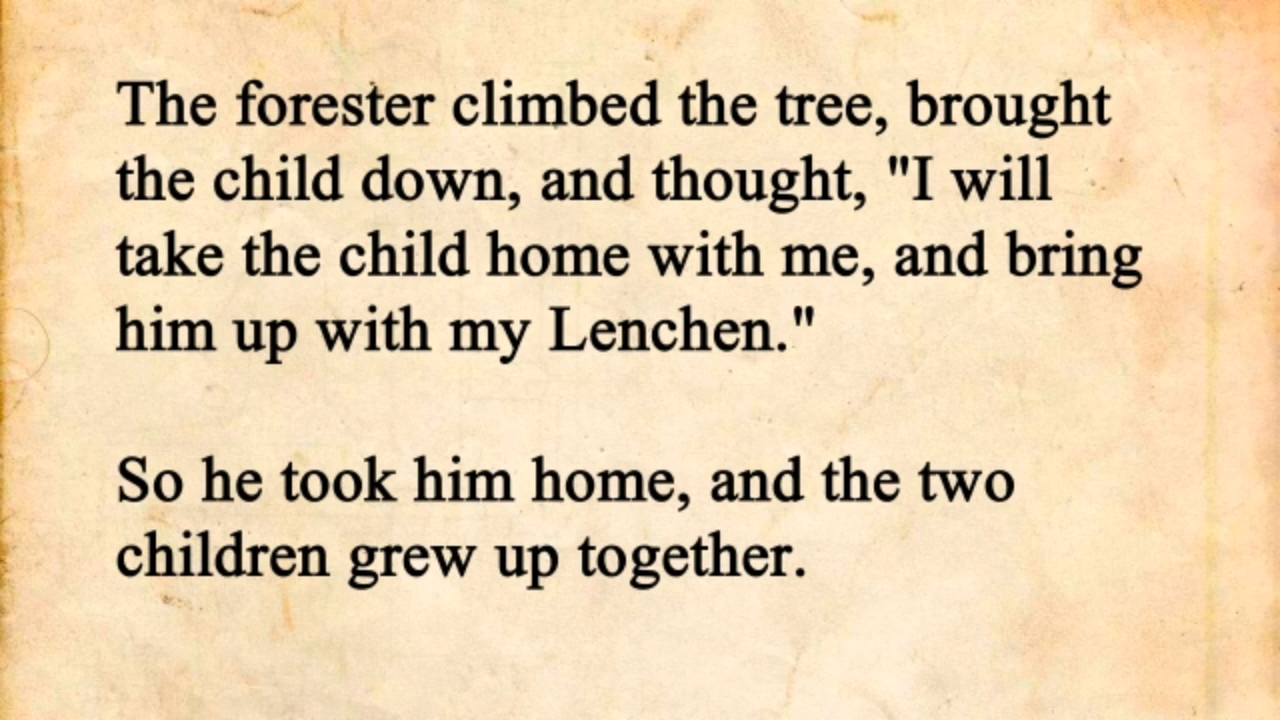 The forester climbed the tree, brought
the child down, and thought, "I will
take the child home with me, and bring
him up with my Lenchen."
So he took him home, and the two
children grew up together.